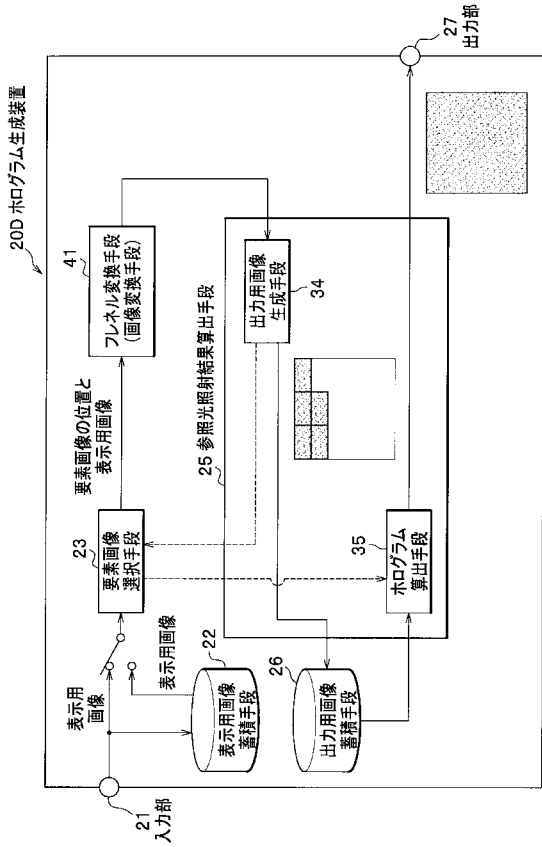 20D ホログラム生成装置
21
入力部
表示用
画像
表示用画像
22
表示用画像
蓄積手段
23
要素画像
選択手段
要素画像の位置と
表示用画像
41
フレネル変換手段
(画像変換手段)
25 参照光照射結果算出手段
出力用画像
生成手段
34
26
出力用画像
蓄積手段
35
ホログラム
算出手段
27
出力部